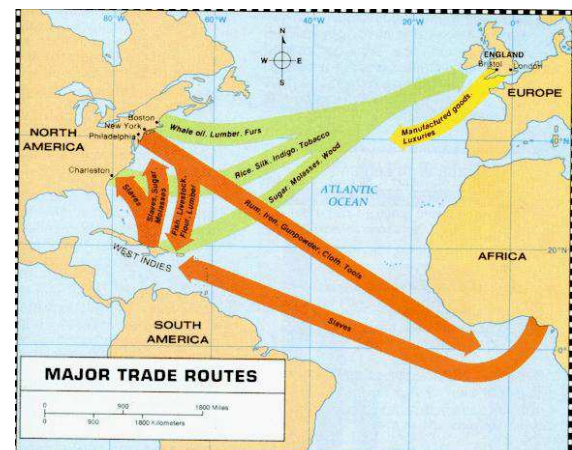 80°W
60°W
40°W
20°W
0°
N
W
E
S
ENGLAND
Bristol
London
EUROPE
NORTH
AMERICA
Boston
New York
Philadelphia
Charleston
Whale oil, Lumber, Furs
Rice, Silk, Indigo, Tobacco
Sugar, Molasses, Wood
Manufactured goods,
Luxuries
ATLANTIC
OCEAN
Slaves
Slaves, Sugar
Molasses
Fish, Livestock,
Flour, Lumber
Rum, Iron, Gunpowder, Cloth, Tools
20°N
WEST INDIES
AFRICA
Slaves
SOUTH
AMERICA
0°
MAJOR TRADE ROUTES
0 900 1800 Miles
0 900 1800 Kilometers